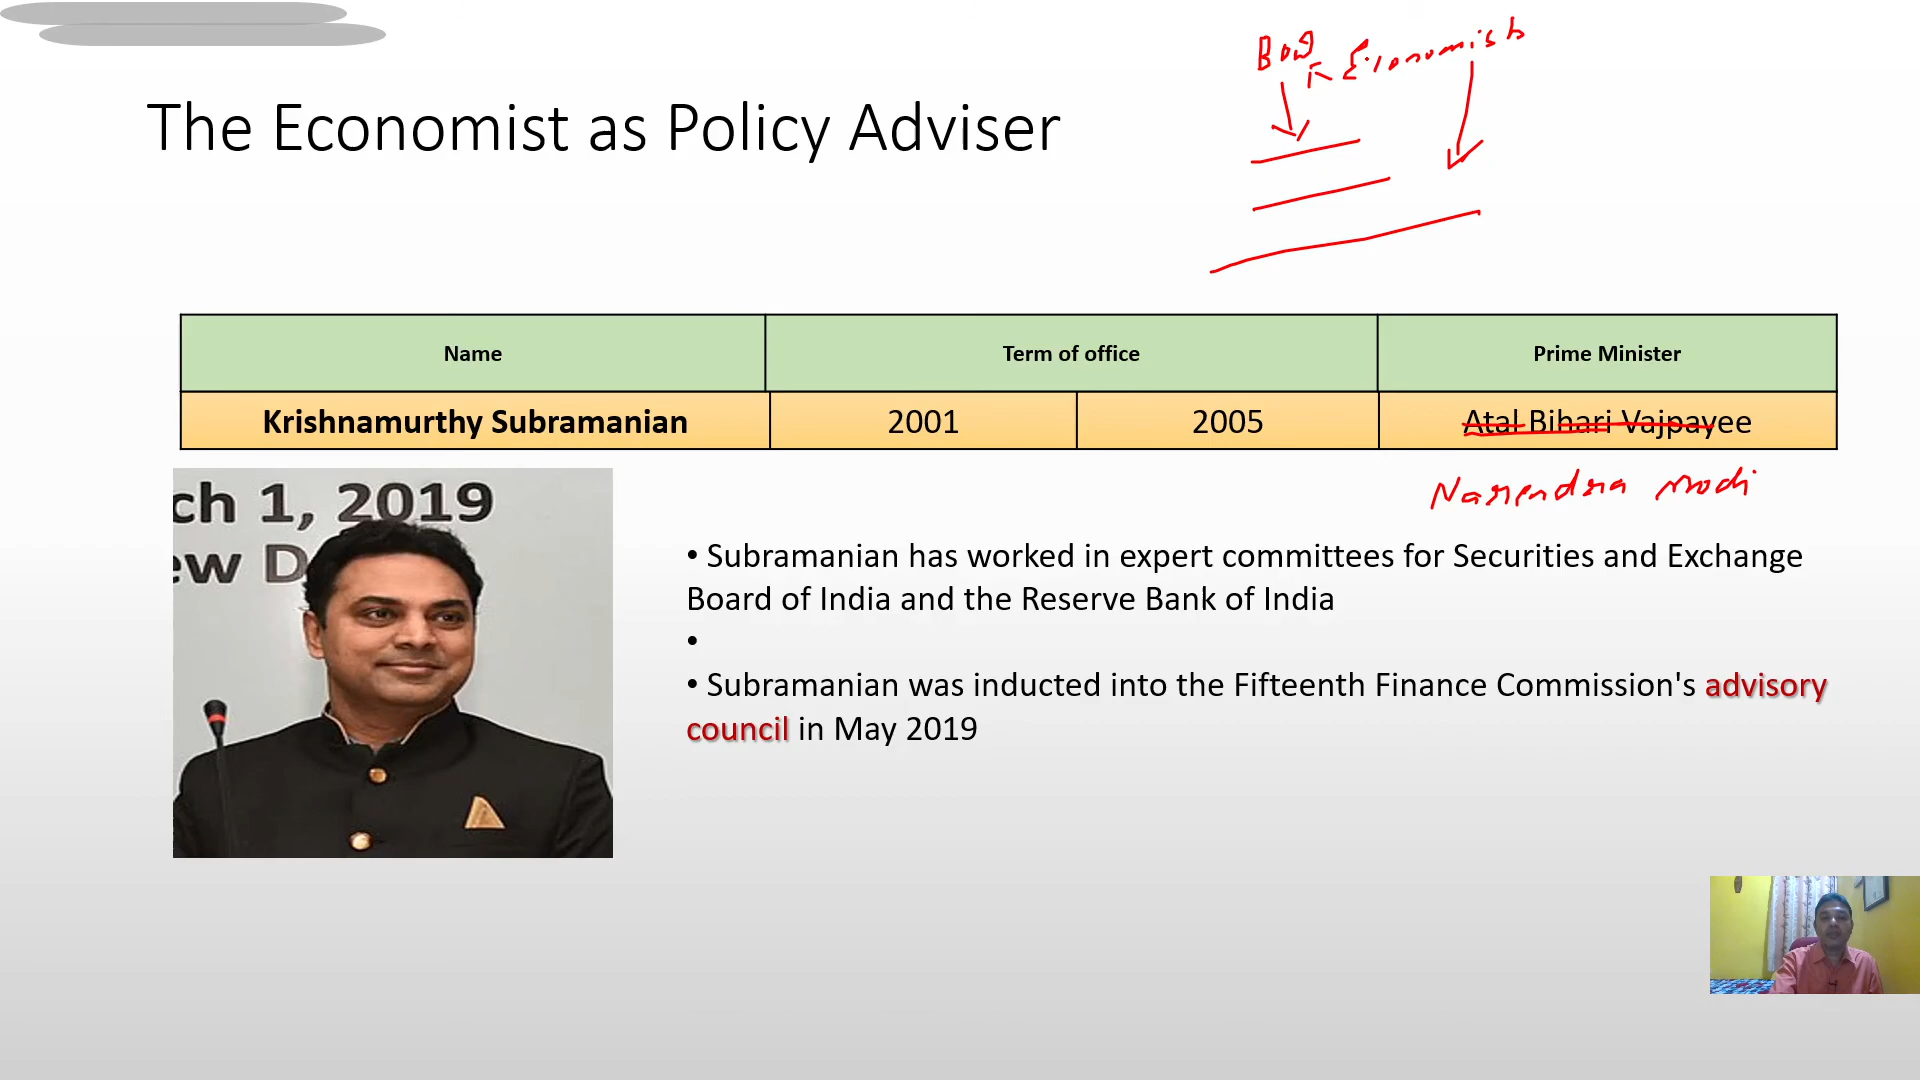 Economist
The Economist as Policy Adviser
Name Term of office Prime Minister
Krishnamurthy Subramanian 2001 2005 Atal Bihari Vajpayee
Narendra Modi
ch 1, 2019
ew D
• Subramanian has worked in expert committees for Securities and Exchange
Board of India and the Reserve Bank of India
•
• Subramanian was inducted into the Fifteenth Finance Commission's advisory
council in May 2019